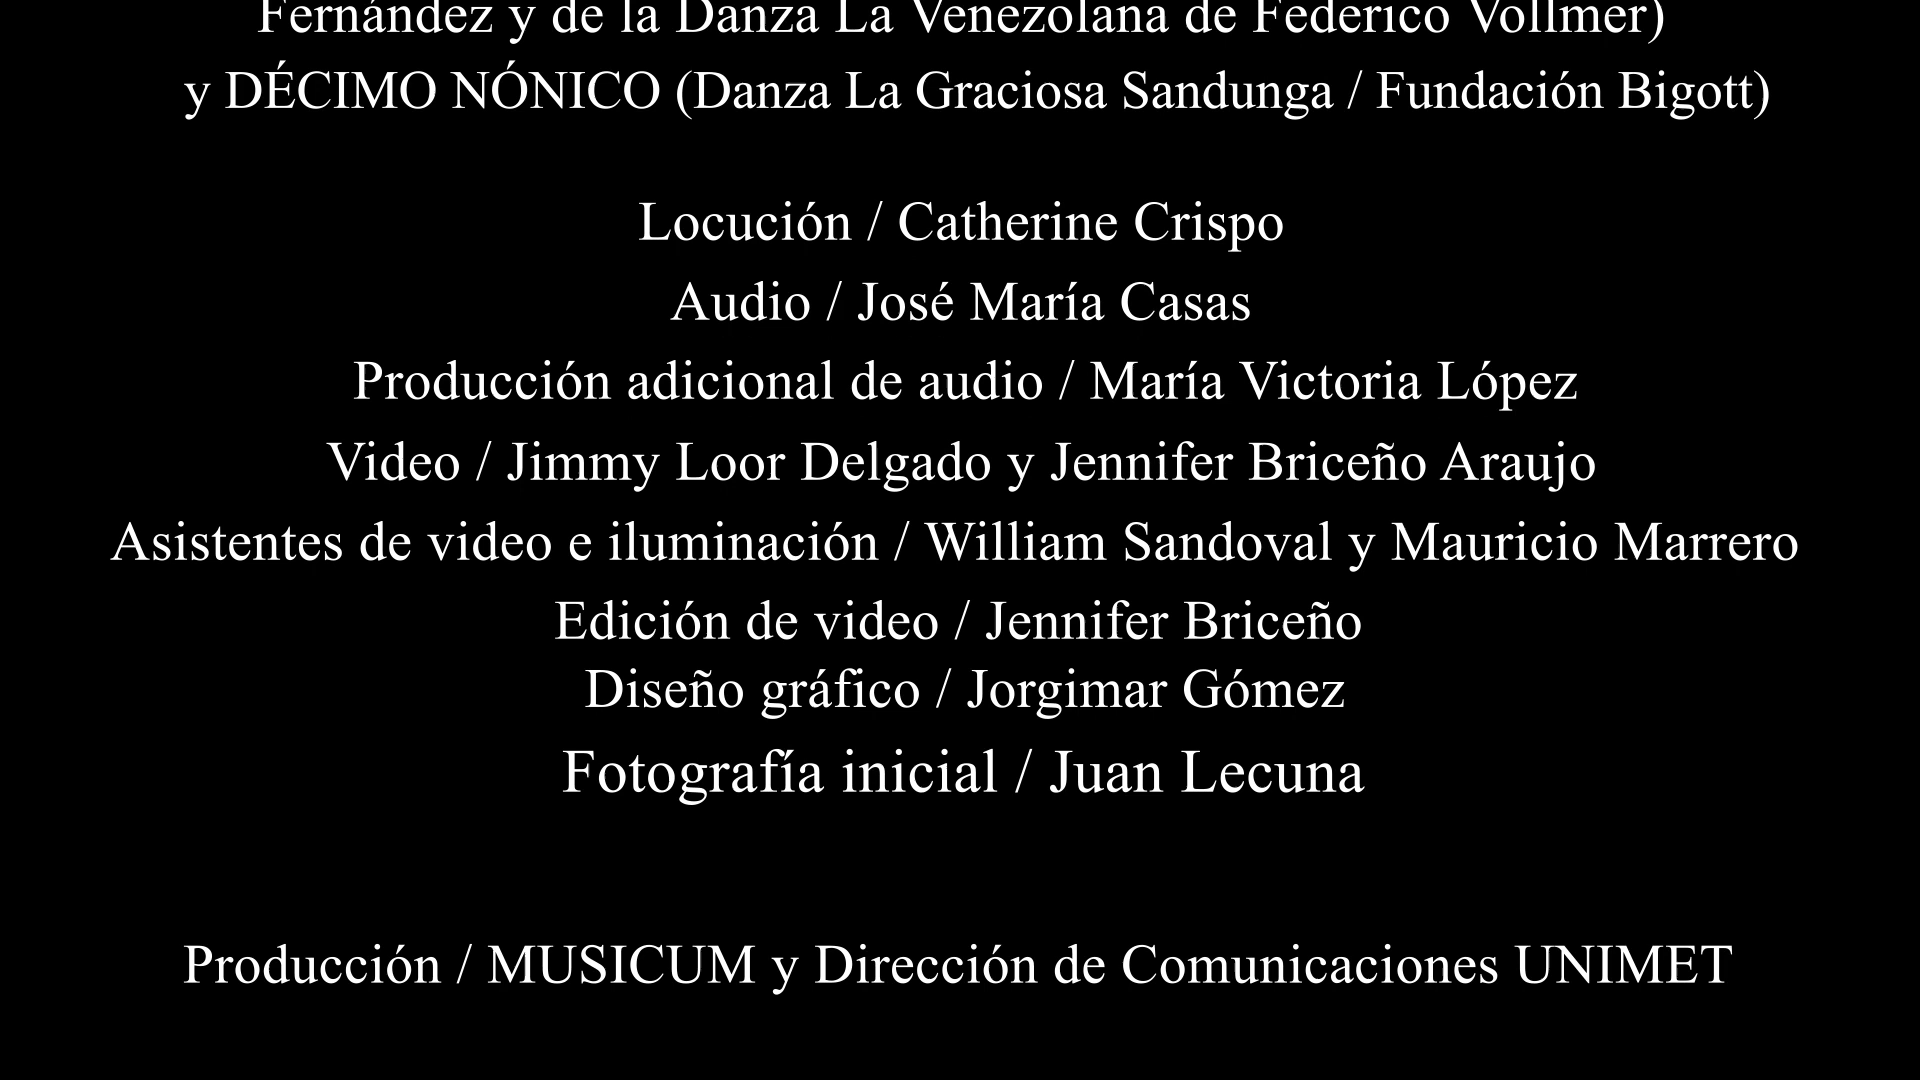 Fernández y de la Danza La Venezolana de Federico Vollmer)
y DÉCIMO NÓNICO (Danza La Graciosa Sandunga / Fundación Bigott)
Locución / Catherine Crispo
Audio / José María Casas
Producción adicional de audio / María Victoria López
Video / Jimmy Loor Delgado y Jennifer Briceño Araujo
Asistentes de video e iluminación / William Sandoval y Mauricio Marrero
Edición de video / Jennifer Briceño
Diseño gráfico / Jorgimar Gómez
Fotografía inicial / Juan Lecuna
Producción / MUSICUM y Dirección de Comunicaciones UNIMET